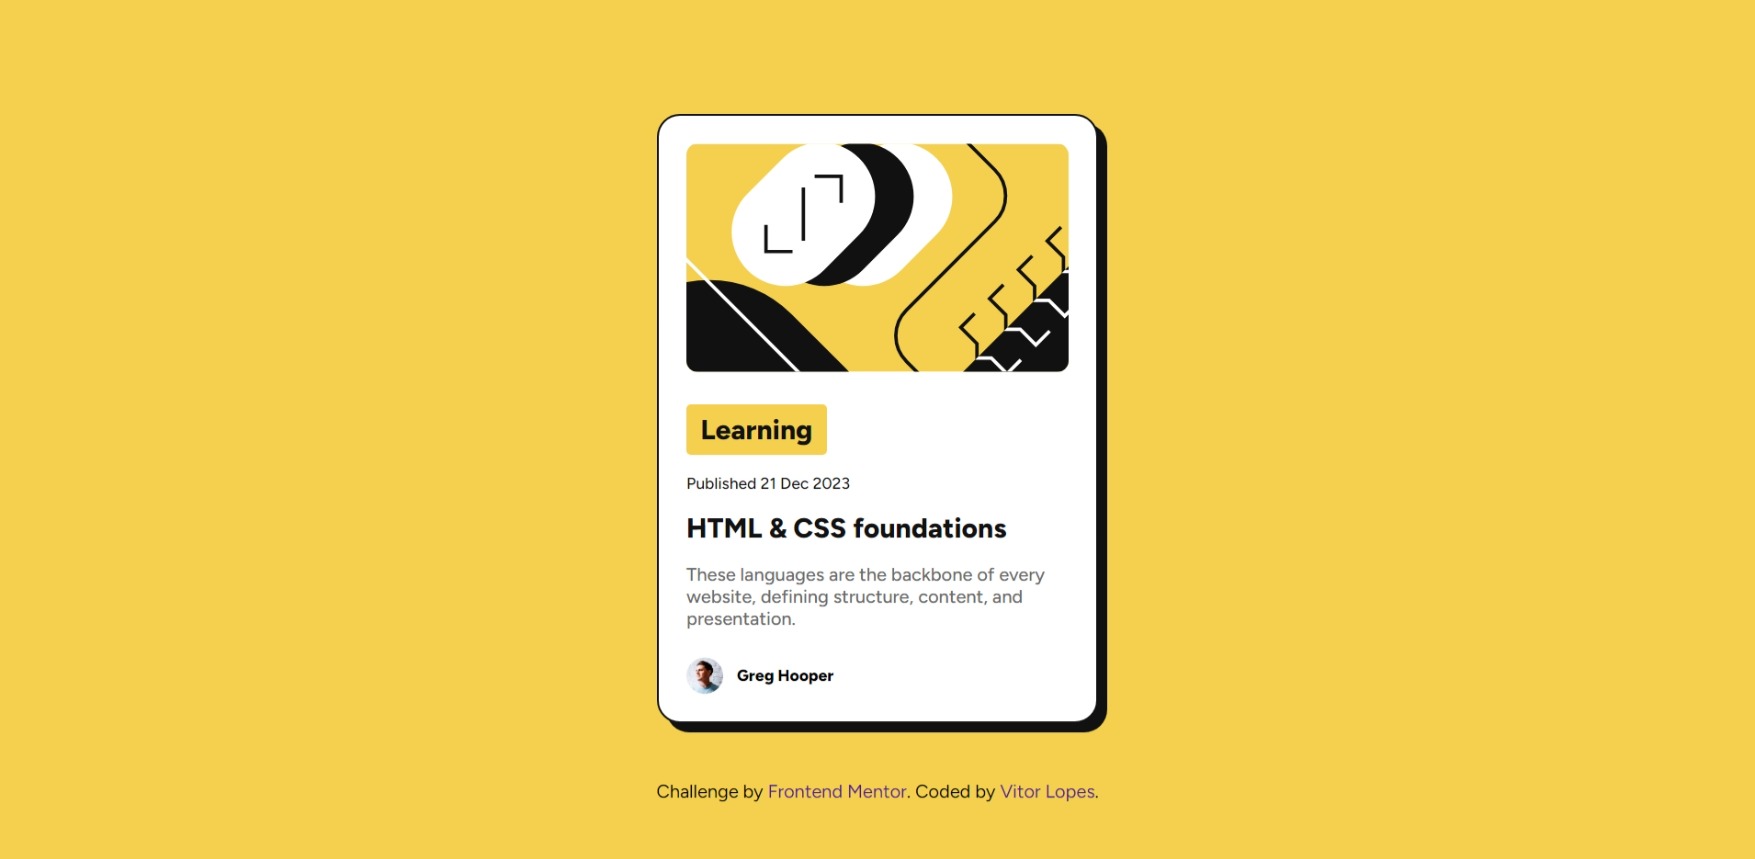 Learning
Published 21 Dec 2023
HTML & CSS foundations
These languages are the backbone of every
website, defining structure, content, and
presentation.
Greg Hooper
Challenge by Frontend Mentor. Coded by Vitor Lopes.